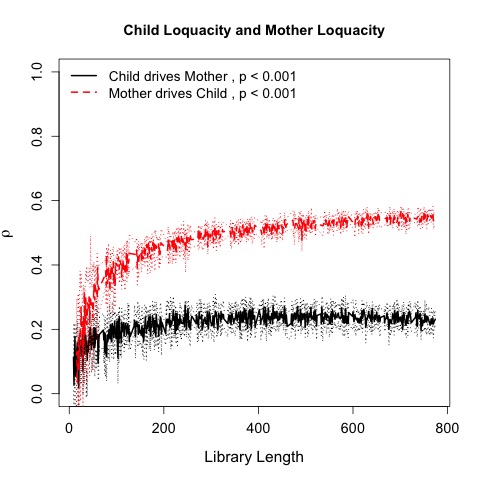 Child Loquacity and Mother Loquacity
Child drives Mother , p < 0.001
Mother drives Child , p < 0.001
ρ
1.0
0.8
0.6
0.4
0.2
0.0
0 200 400 600 800
Library Length